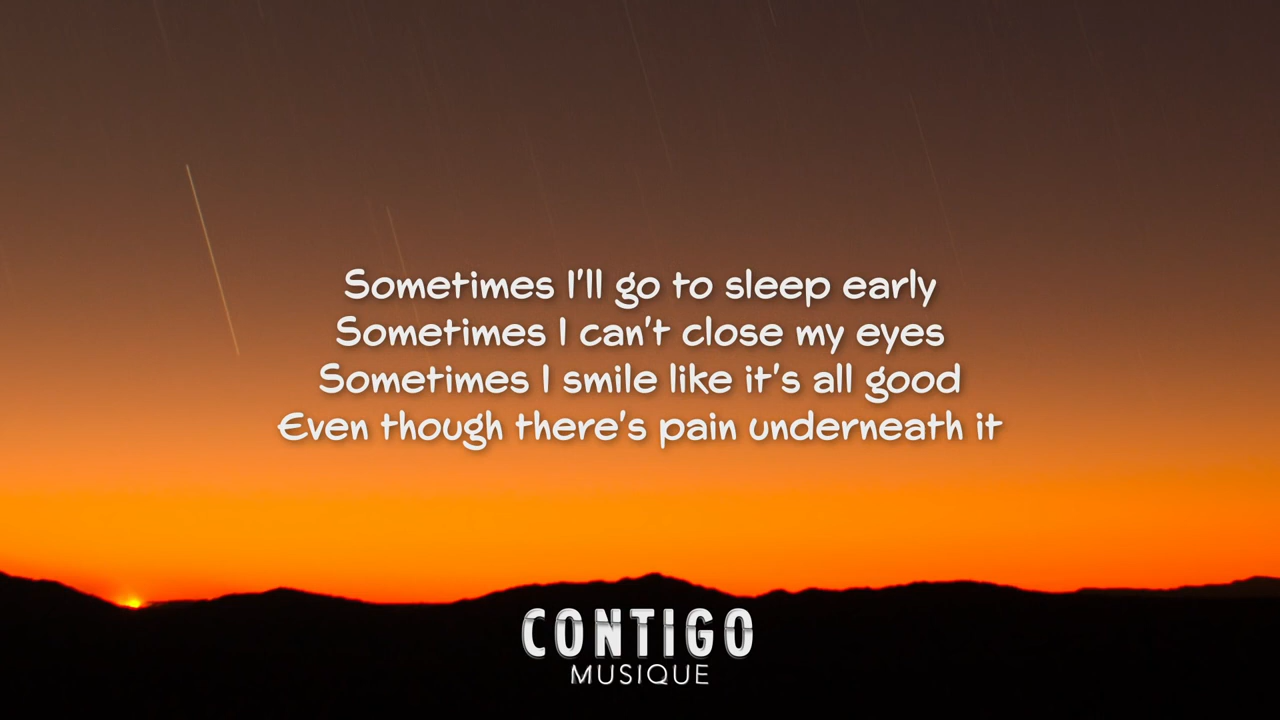 Sometimes I'll go to sleep early
Sometimes I can't close my eyes
Sometimes I smile like it's all good
Even though there's pain underneath it
CONTIGO
MUSIQUE